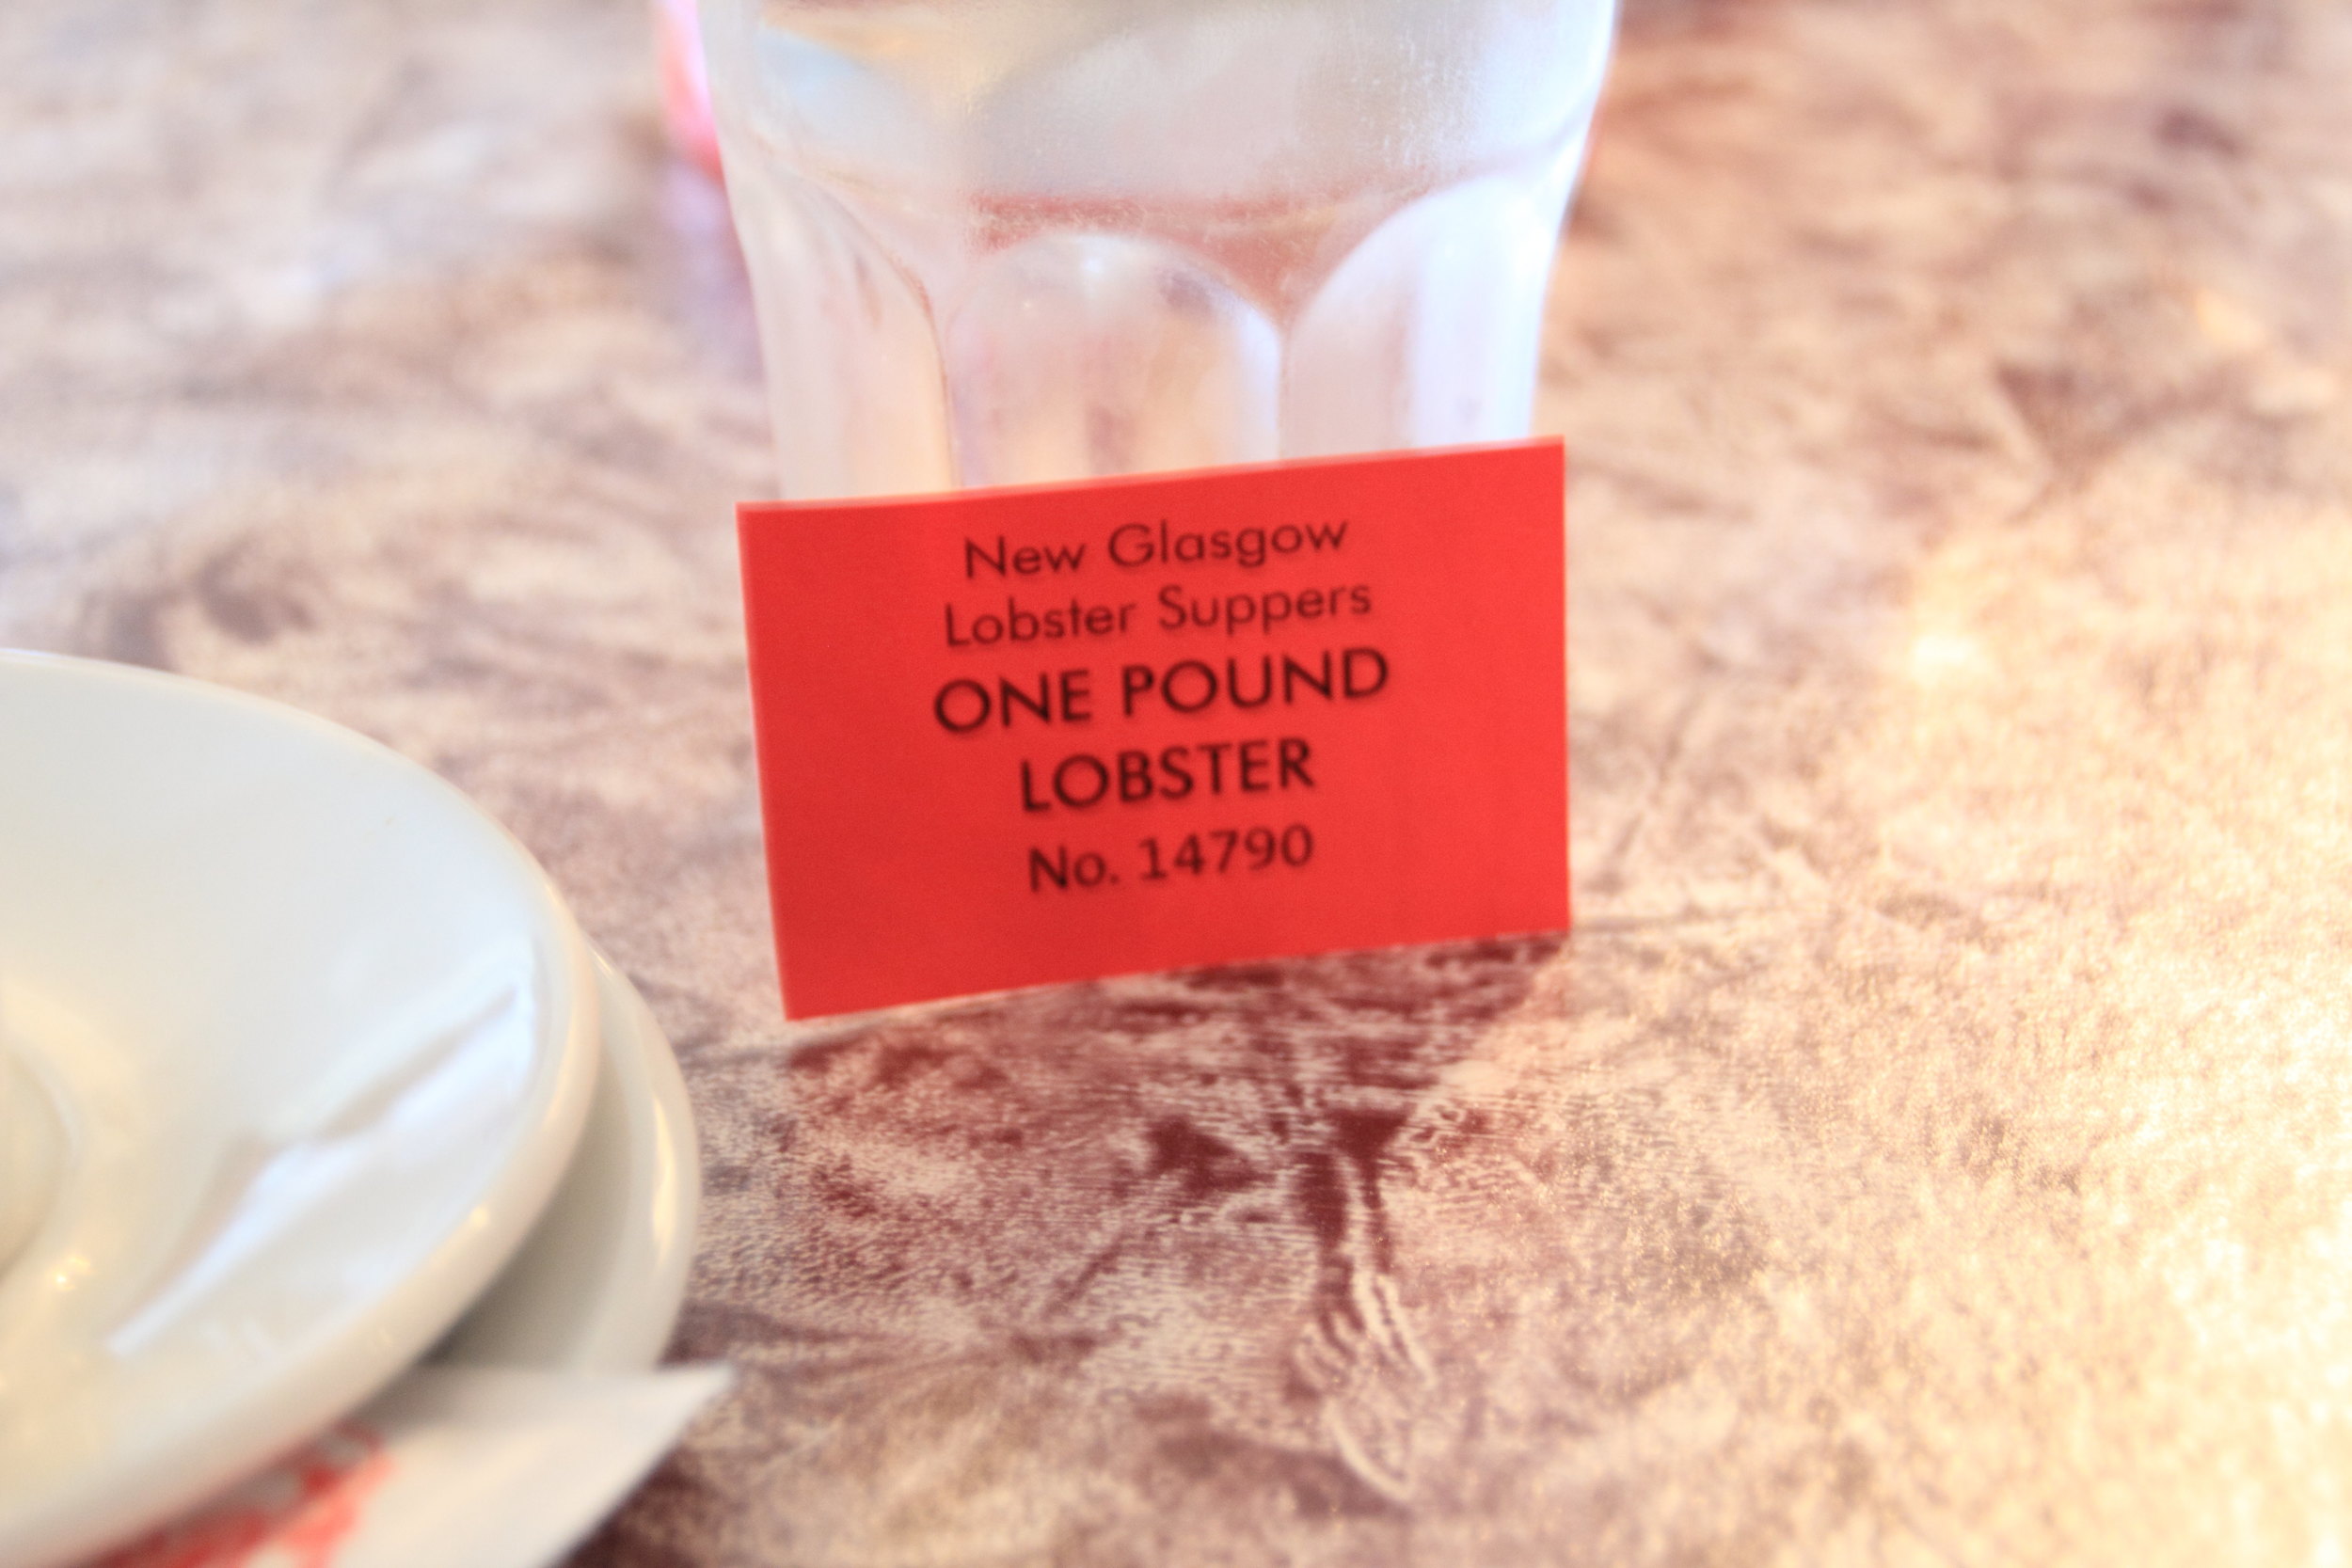 New Glasgow
Lobster Suppers
ONE POUND
LOBSTER
No. 14790